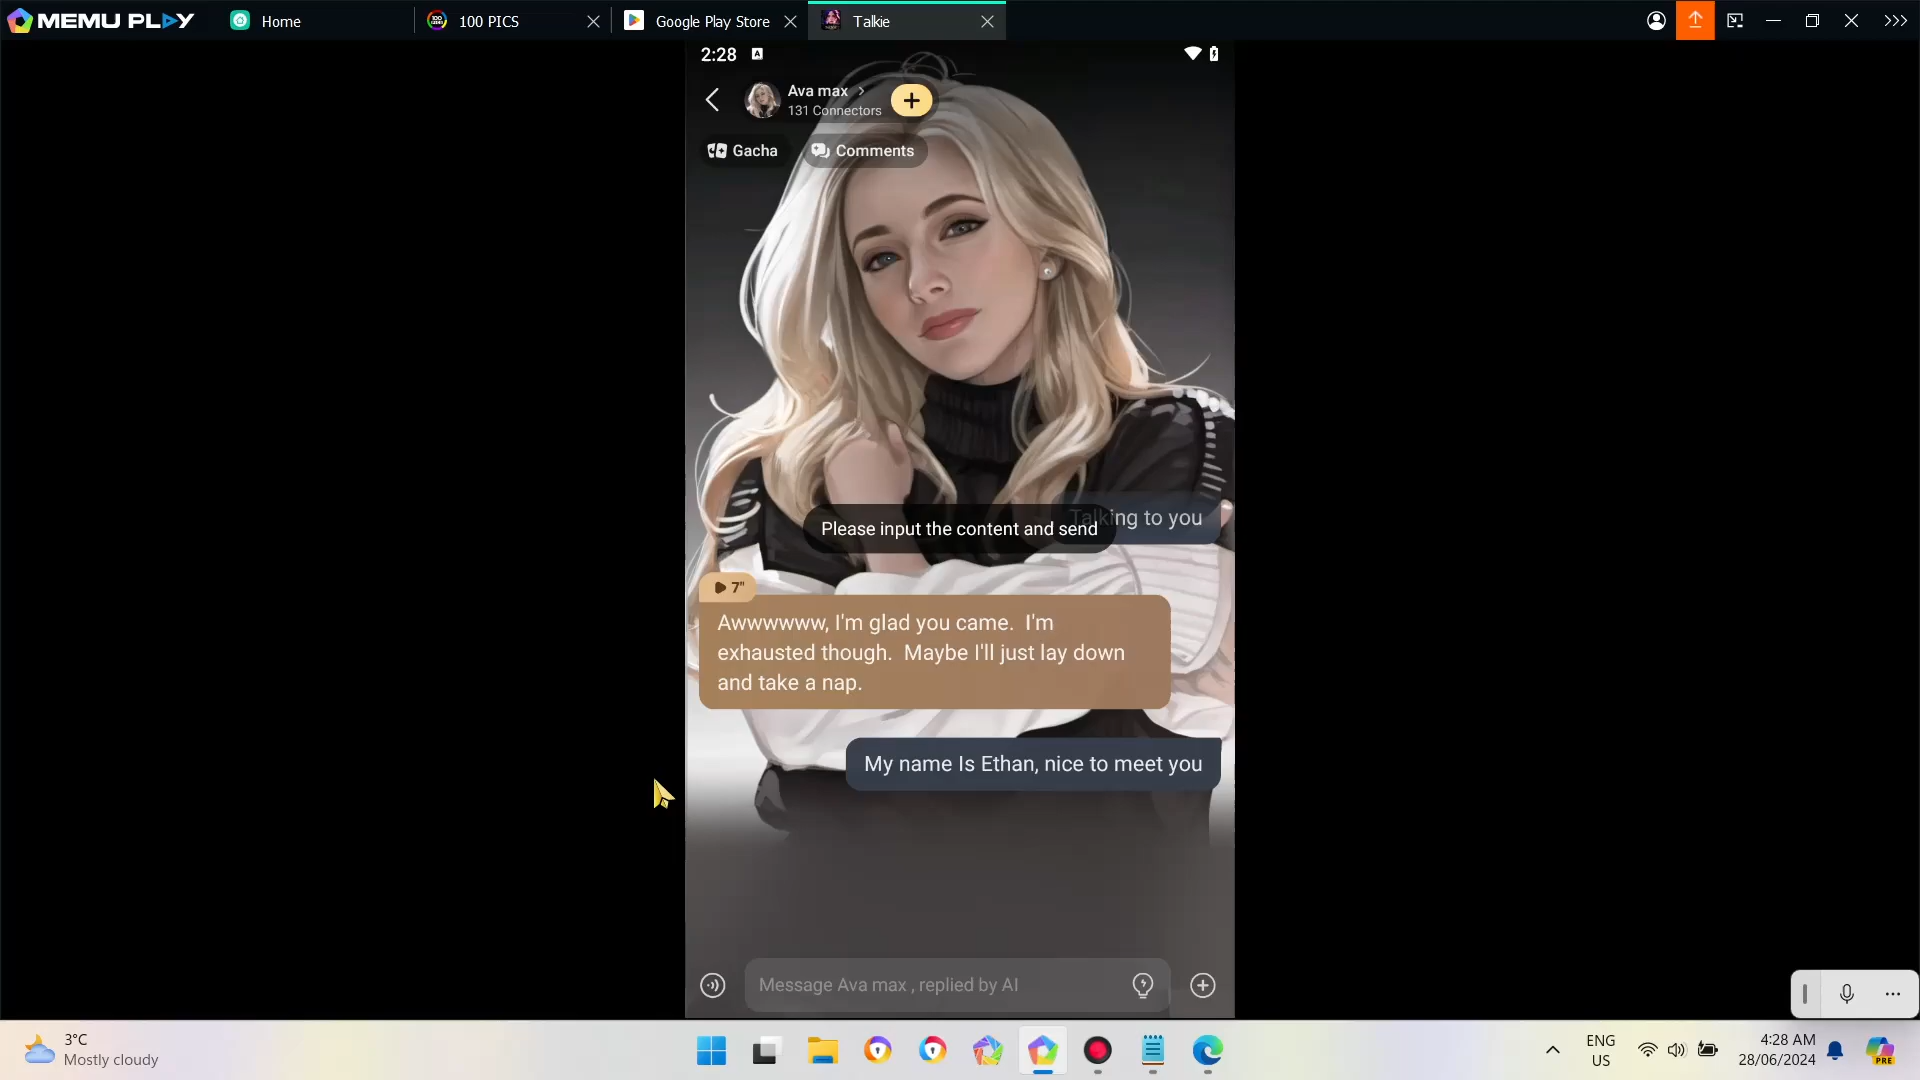 MEMU PLAY
Home
100 PICS
Google Play Store
Talkie
2:28
Ava max
131 Connectors
Gacha
Comments
Talking to you
Please input the content and send
7"
Awwwwww, I'm glad you came. I'm
exhausted though. Maybe I'll just lay down
and take a nap.
My name Is Ethan, nice to meet you
Message Ava max , replied by AI
3°C
Mostly cloudy
ENG
US
4:28 AM
28/06/2024
PRE